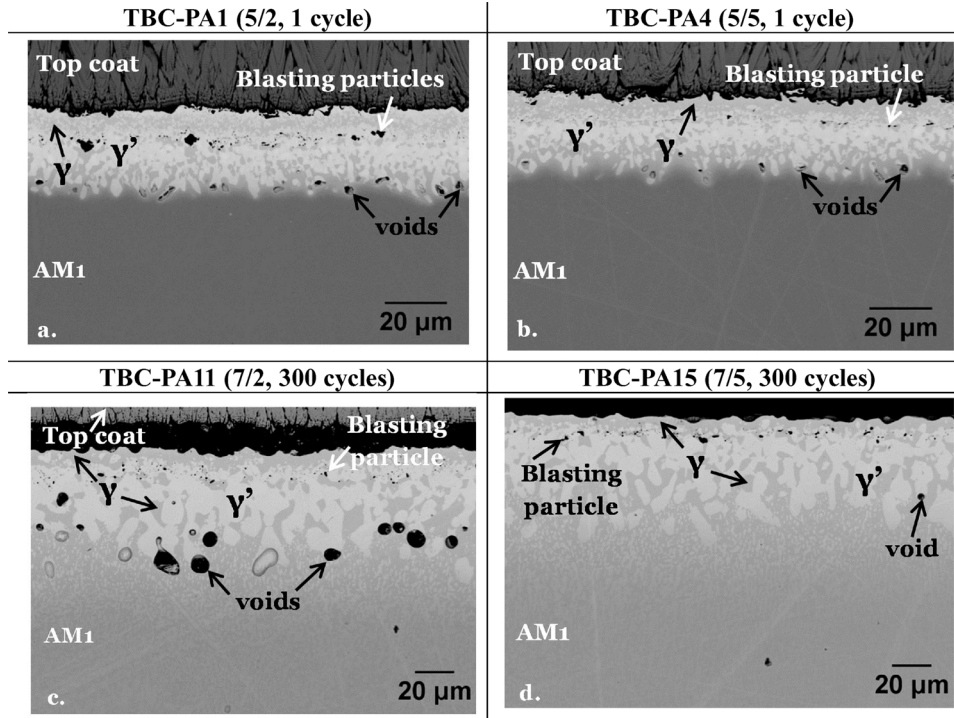 TBC-PA1 (5/2, 1 cycle)
TBC-PA4 (5/5, 1 cycle)
Top coat
Blasting particles
γ
γ'
voids
AM1
20 μm
a.
Top coat
Blasting particle
γ'
γ
voids
AM1
20 μm
b.
TBC-PA11 (7/2, 300 cycles)
TBC-PA15 (7/5, 300 cycles)
Top coat
Blasting
particle
γ
γ'
voids
AM1
20 μm
c.
γ
Blasting
particle
γ'
void
AM1
20 μm
d.